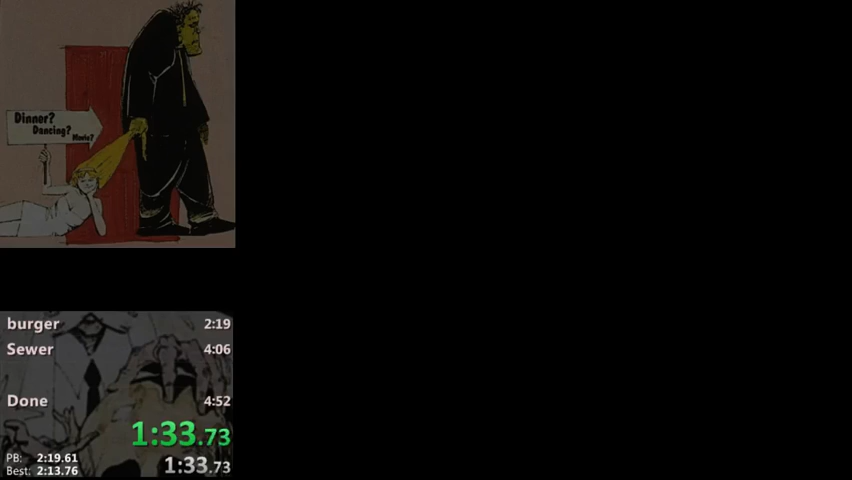 Dinner?
Dancing?
Movie?
burger 2:19
Sewer 4:06
Done 4:52
1:33.73
PB: 2:19.61
Best: 2:13.76
1:33.73